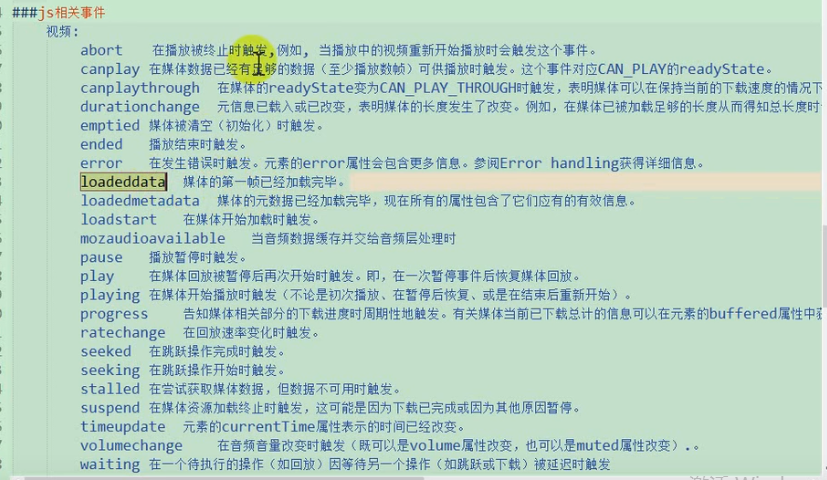 ###js相关事件
视频:
abort 在播放被终止时触发,例如, 当播放中的视频重新开始播放时会触发这个事件。
canplay 在媒体数据已经有足够的数据（至少播放数帧）可供播放时触发。这个事件对应CAN_PLAY的readyState。
canplaythrough 在媒体的readyState变为CAN_PLAY_THROUGH时触发，表明媒体可以在保持当前的下载速度的情况下
durationchange 元信息已载入或已改变，表明媒体的长度发生了改变。例如，在媒体已被加载足够的长度从而得知总长度时
emptied 媒体被清空（初始化）时触发。
ended 播放结束时触发。
error 在发生错误时触发。元素的error属性会包含更多信息。参阅Error handling获得详细信息。
loadeddata 媒体的第一帧已经加载完毕。
loadedmetadata 媒体的元数据已经加载完毕，现在所有的属性包含了它们应有的有效信息。
loadstart 在媒体开始加载时触发。
mozaudioavailable 当音频数据缓存并交给音频层处理时
pause 播放暂停时触发。
play 在媒体回放被暂停后再次开始时触发。即，在一次暂停事件后恢复媒体回放。
playing 在媒体开始播放时触发（不论是初次播放、在暂停后恢复、或是在结束后重新开始）。
progress 告知媒体相关部分的下载进度时周期性地触发。有关媒体当前已下载总计的信息可以在元素的buffered属性中
ratechange 在回放速率变化时触发。
seeked 在跳跃操作完成时触发。
seeking 在跳跃操作开始时触发。
stalled 在尝试获取媒体数据，但数据不可用时触发。
suspend 在媒体资源加载终止时触发，这可能是因为下载已完成或因为其他原因暂停。
timeupdate 元素的currentTime属性表示的时间已经改变。
volumechange 在音频音量改变时触发（既可以是volume属性改变，也可以是muted属性改变）.。
waiting 在一个待执行的操作（如回放）因等待另一个操作（如跳跃或下载）被延迟时触发